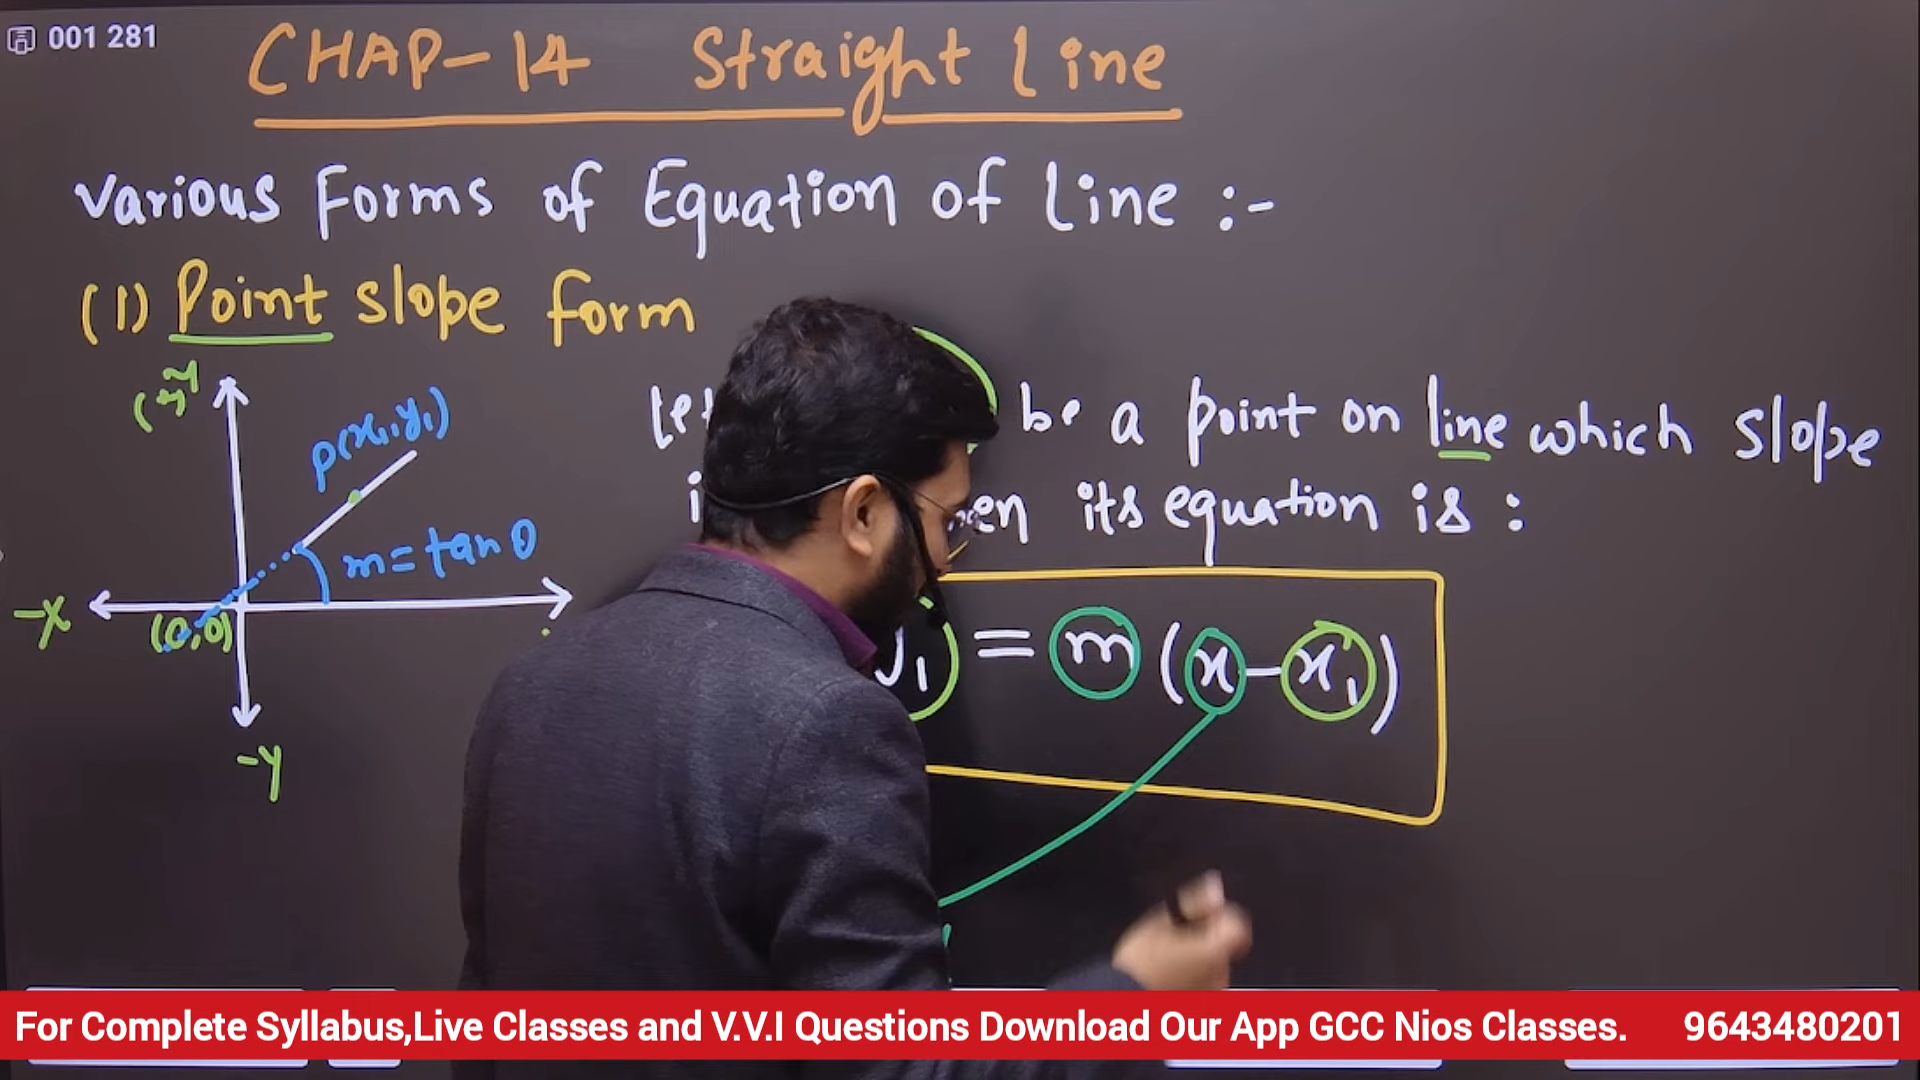 001 281
CHAP-14 Straight Line
Various Forms of Equation of Line :-
(1) Point slope form
P(x₁,y₁)
be a point on line which slope
its equation is :
m = tan θ
-X
(0,0)
= m (x - x₁)
-y
For Complete Syllabus,Live Classes and V.V.I Questions Download Our App GCC Nios Classes. 9643480201